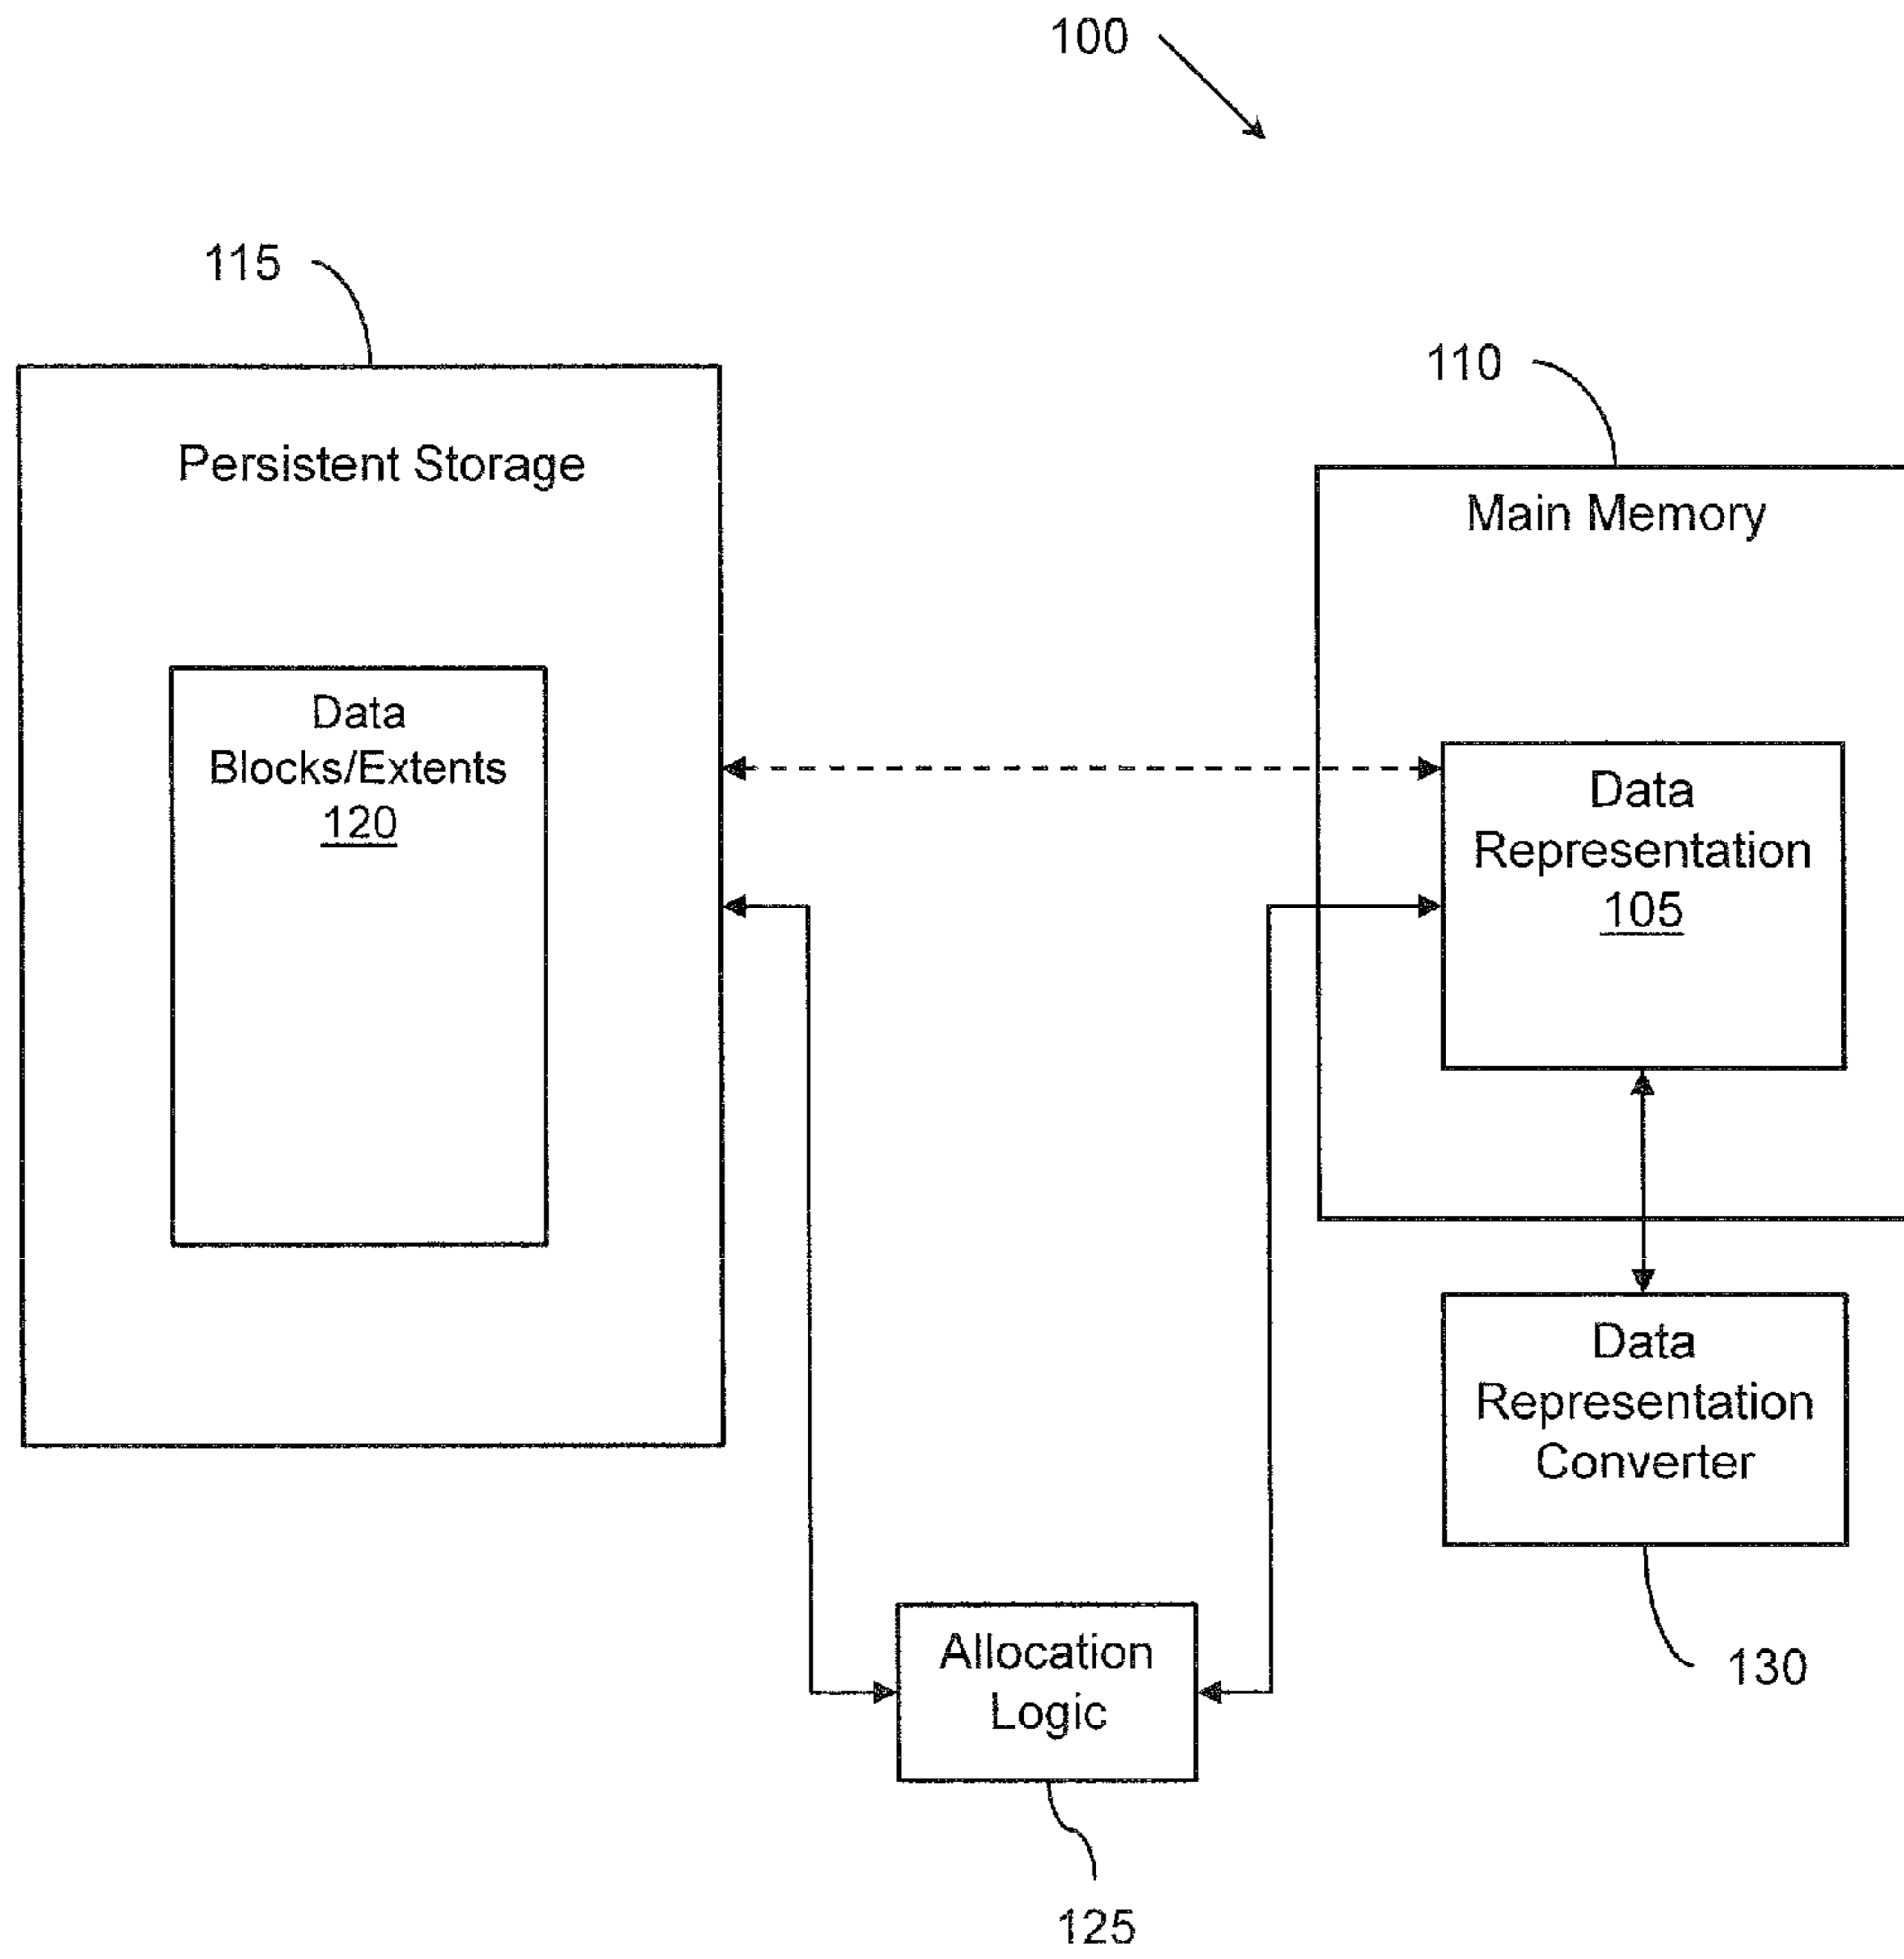 100
115
110
Persistent Storage
Main Memory
Data
Blocks/Extents
120
Data
Representation
105
Data
Representation
Converter
Allocation
Logic
130
125